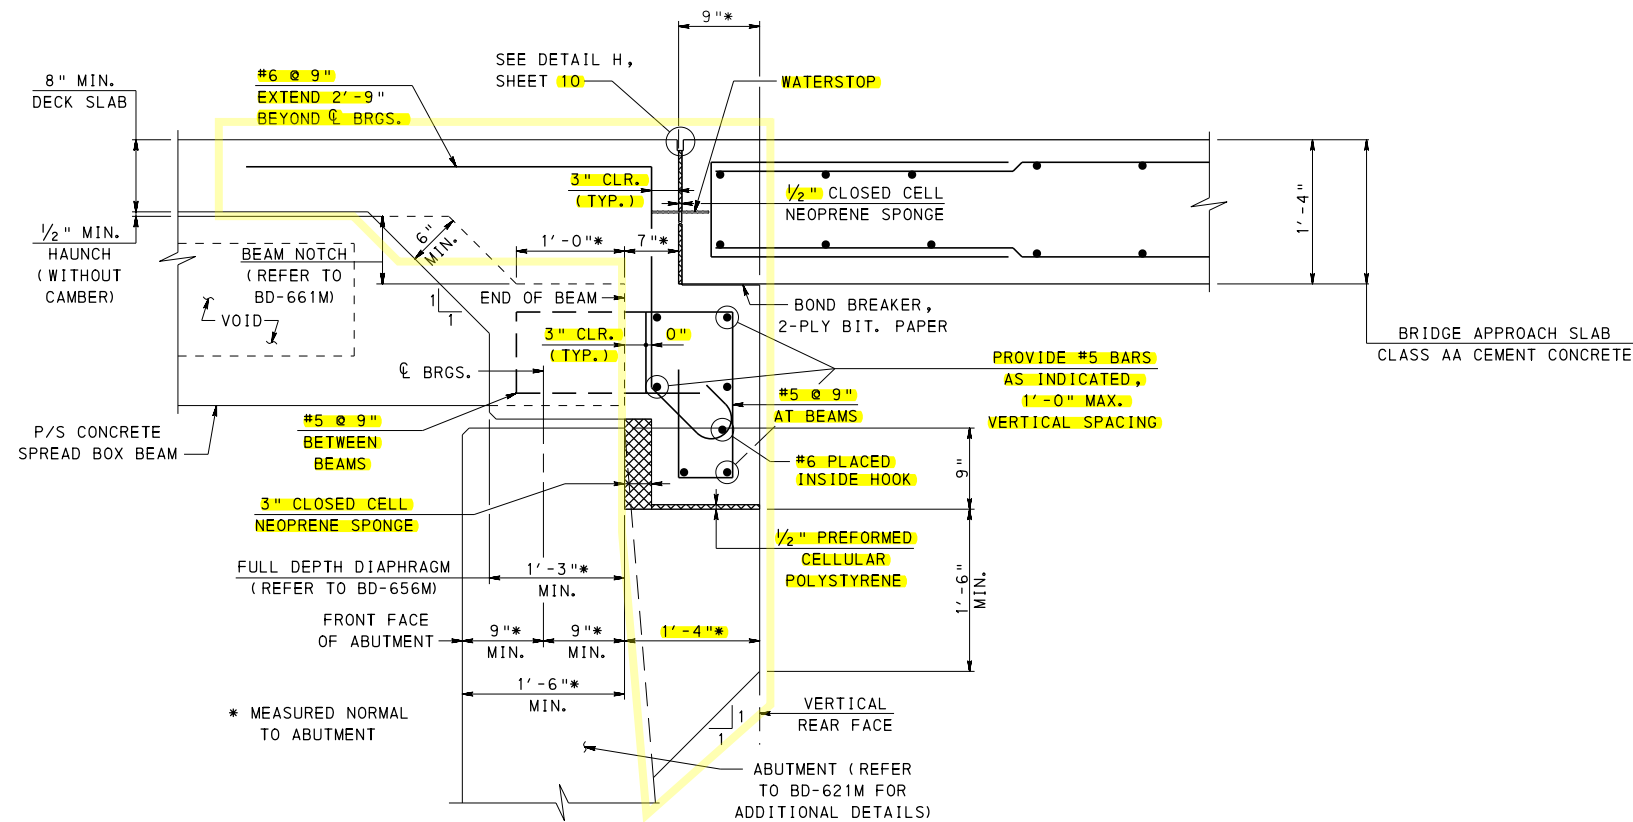 9"*
SEE DETAIL H,
SHEET 10
WATERSTOP
8" MIN.
DECK SLAB
#6 @ 9"
EXTEND 2'-9"
BEYOND ℄ BRGS.
3" CLR.
(TYP.)
1/2" CLOSED CELL
NEOPRENE SPONGE
1'-4"
1/2" MIN.
HAUNCH
(WITHOUT
CAMBER)
6"
MIN.
1'-0"*
7"*
BEAM NOTCH
(REFER TO
BD-661M)
VOID
1
1
END OF BEAM
BOND BREAKER,
2-PLY BIT. PAPER
3" CLR.
(TYP.)
0"
BRIDGE APPROACH SLAB
CLASS AA CEMENT CONCRETE
℄ BRGS.
PROVIDE #5 BARS
AS INDICATED,
1'-0" MAX.
VERTICAL SPACING
#5 @ 9"
AT BEAMS
#5 @ 9"
BETWEEN
BEAMS
P/S CONCRETE
SPREAD BOX BEAM
#6 PLACED
INSIDE HOOK
9"
3" CLOSED CELL
NEOPRENE SPONGE
1/2" PREFORMED
CELLULAR
POLYSTYRENE
FULL DEPTH DIAPHRAGM
(REFER TO BD-656M)
1'-3"*
MIN.
1'-6"
MIN.
FRONT FACE
OF ABUTMENT
9"*
MIN.
9"*
MIN.
1'-4"*
1'-6"*
MIN.
* MEASURED NORMAL
TO ABUTMENT
1
1
VERTICAL
REAR FACE
ABUTMENT (REFER
TO BD-621M FOR
ADDITIONAL DETAILS)